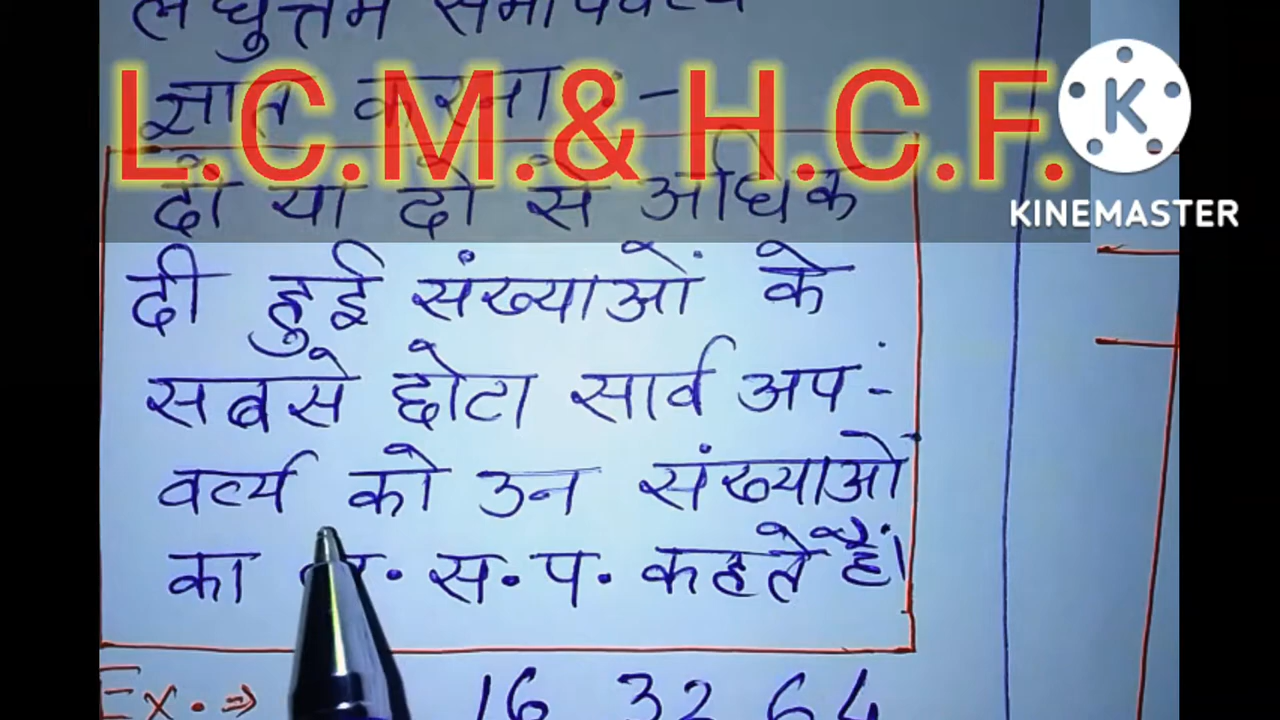 लघुत्तम समापवर्त्य
ज्ञात करना :-
L.C.M.& H.C.F.
K
KINEMASTER
दो या दो से अधिक
दी हुई संख्याओं के
सबसे छोटा सार्व अप-
वर्त्य को उन संख्याओं
का स.प. कहते हैं।
Ex.⇒ 16 32 64